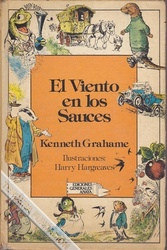 El Viento
en los
Sauces
Kenneth Grahame
Ilustraciones:
Harry Hargreaves
EDICIONES
GENERALES
ANAYA